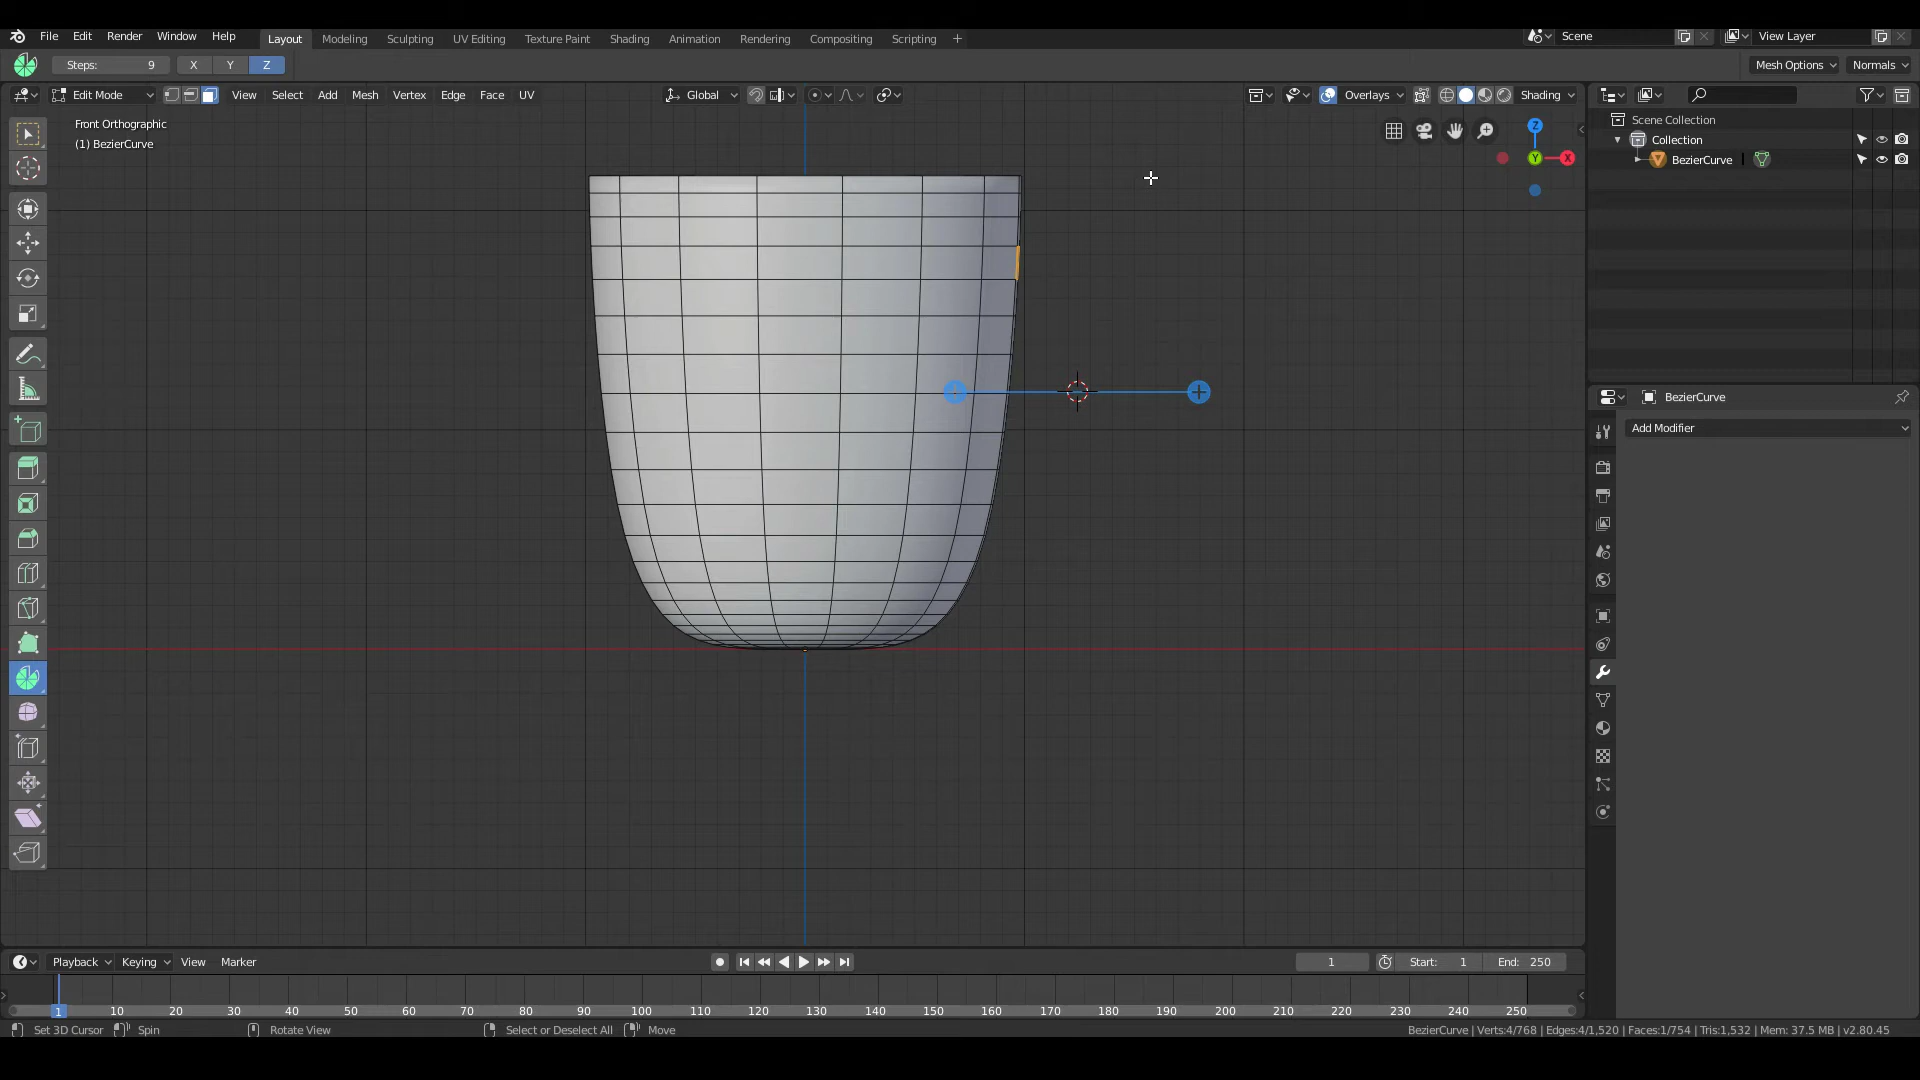 File Edit Render Window Help Layout Modeling Sculpting UV Editing Texture Paint Shading Animation Rendering Compositing Scripting + Scene View Layer
Steps: 9 X Y Z Mesh Options Normals
Edit Mode View Select Add Mesh Vertex Edge Face UV Global Overlays Shading
Front Orthographic
(1) BezierCurve
Z
Y X
Scene Collection
Collection
BezierCurve
BezierCurve
Add Modifier
Playback Keying View Marker 1 Start: 1 End: 250
1 10 20 30 40 50 60 70 80 90 100 110 120 130 140 150 160 170 180 190 200 210 220 230 240 250
Set 3D Cursor Spin Rotate View Select or Deselect All Move BezierCurve | Verts:4/768 | Edges:4/1,520 | Faces:1/754 | Tris:1,532 | Mem: 37.5 MB | v2.80.45